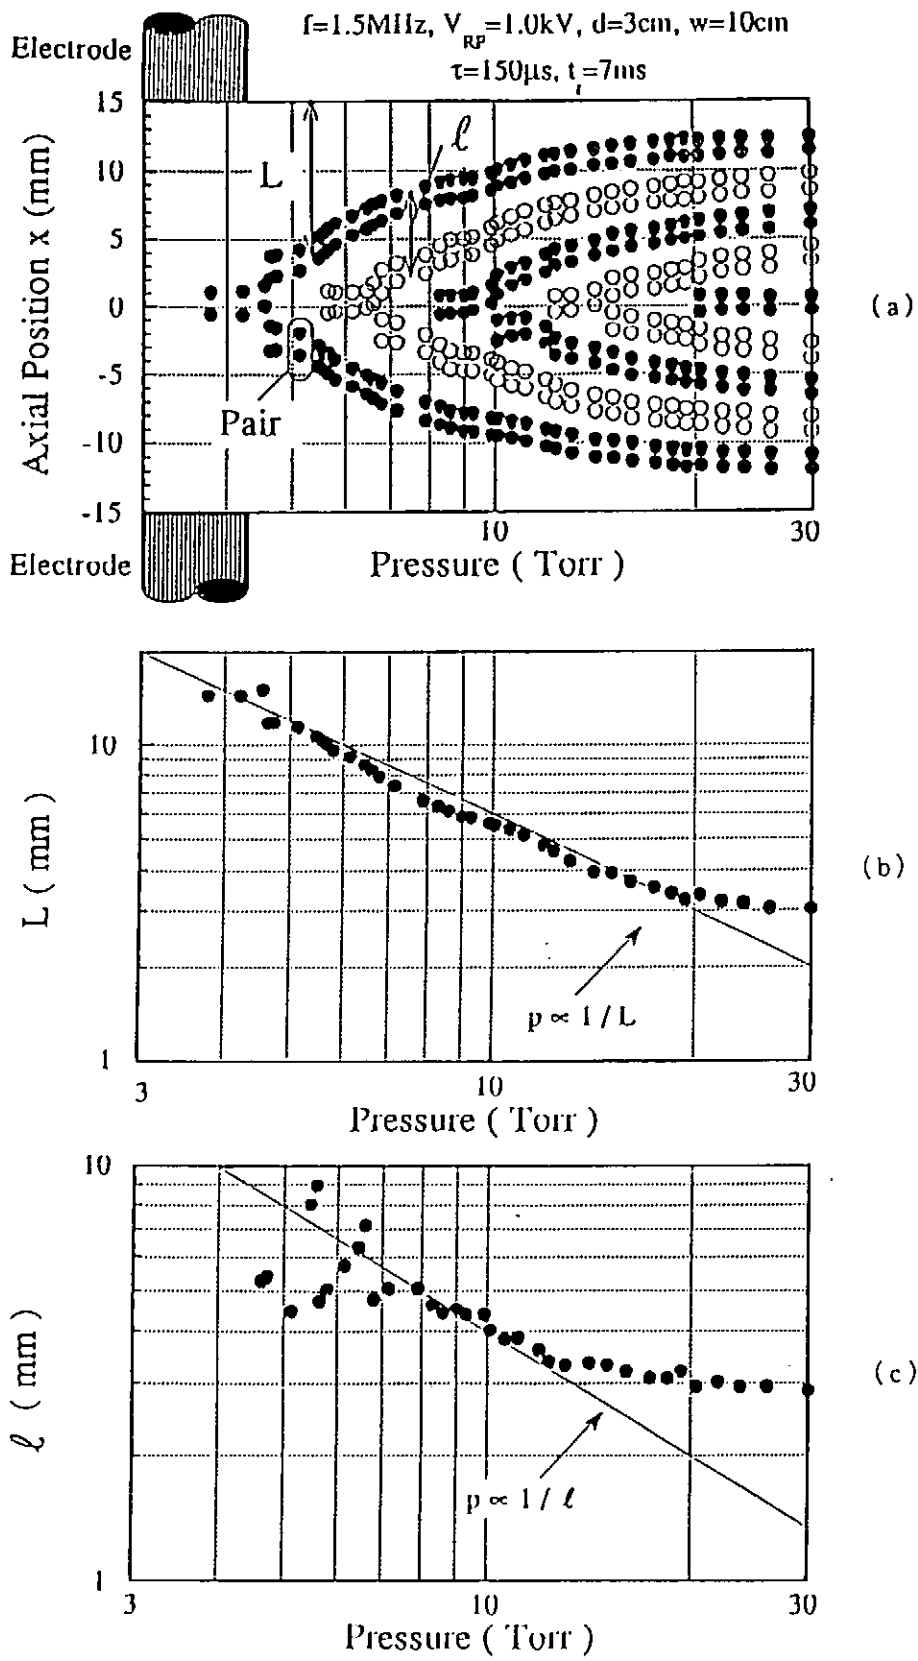 f=1.5MHz, V_RP=1.0kV, d=3cm, w=10cm
τ=150μs, t_i=7ms
Electrode
Axial Position x (mm)
15
10
5
0
-5
-10
-15
L
ℓ
Pair
(a)
10
30
Electrode
Pressure ( Torr )
L ( mm )
10
1
p ∝ 1 / L
(b)
3
10
30
Pressure ( Torr )
ℓ ( mm )
10
1
p ∝ 1 / ℓ
(c)
3
10
30
Pressure ( Torr )